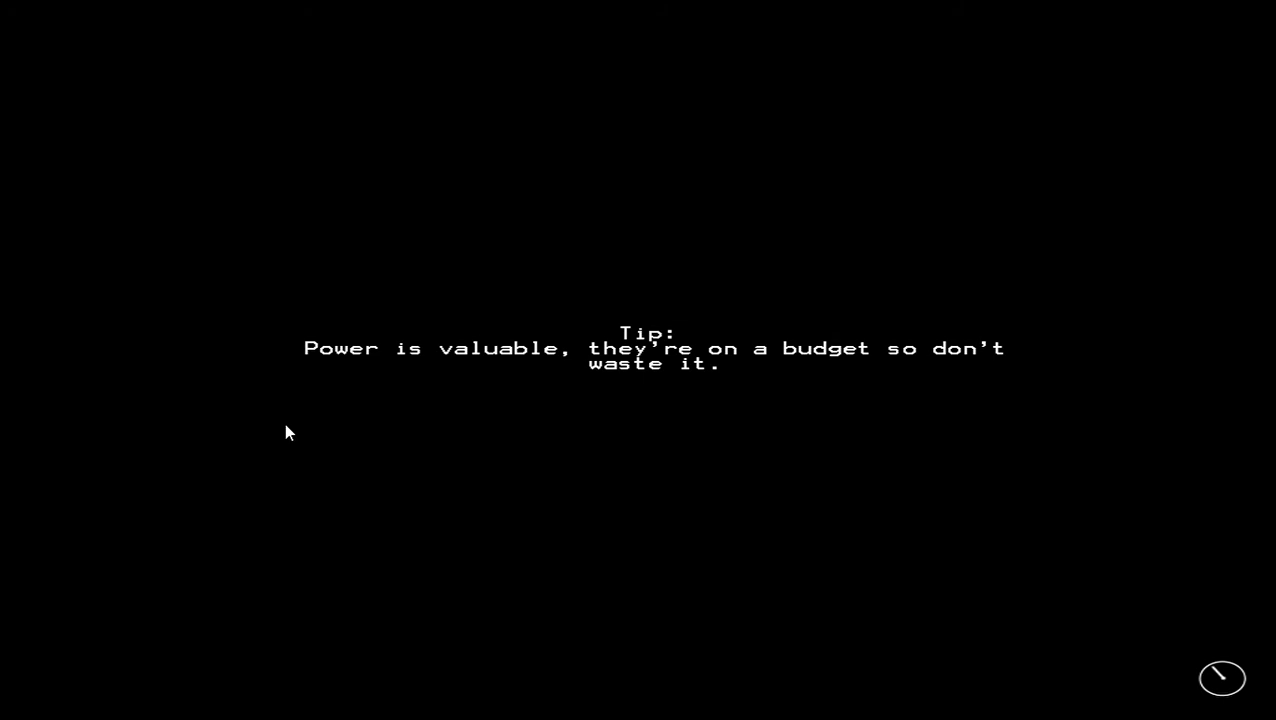 Tip:
Power is valuable, they're on a budget so don't
waste it.